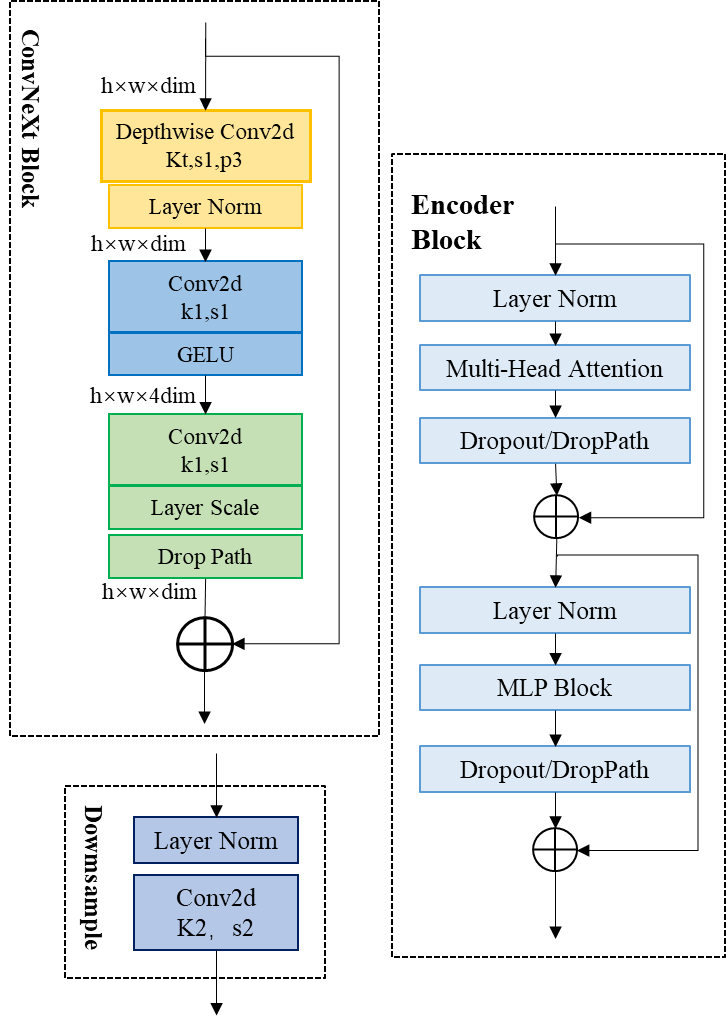 ConvNeXt Block
h×w×dim
Depthwise Conv2d
Kt,s1,p3
Layer Norm
h×w×dim
Conv2d
k1,s1
GELU
h×w×4dim
Conv2d
k1,s1
Layer Scale
Drop Path
h×w×dim
Dowmsample
Layer Norm
Conv2d
K2, s2
Encoder
Block
Layer Norm
Multi-Head Attention
Dropout/DropPath
Layer Norm
MLP Block
Dropout/DropPath